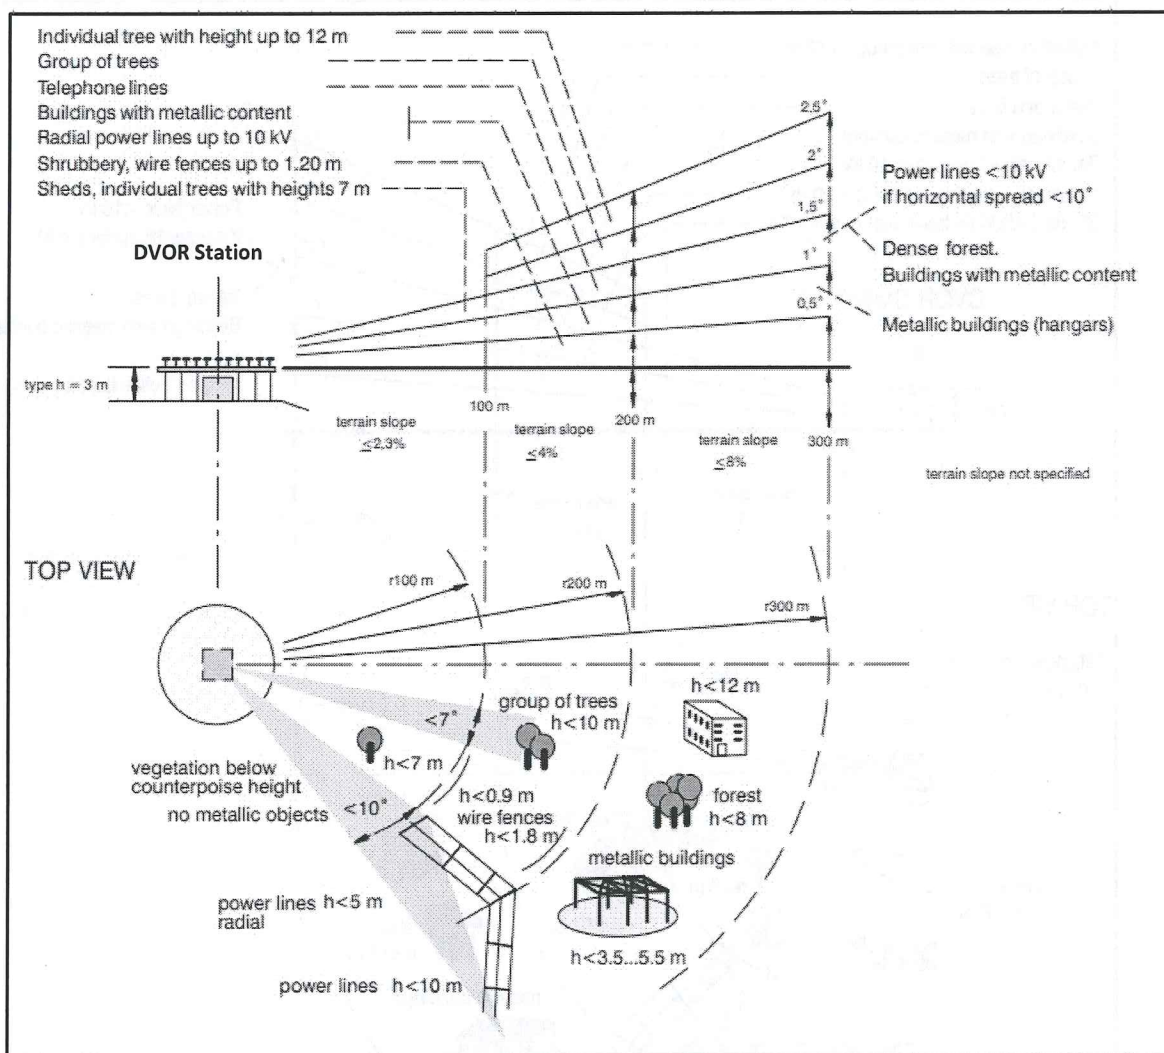 Individual tree with height up to 12 m
Group of trees
Telephone lines
Buildings with metallic content
Radial power lines up to 10 kV
Shrubbery, wire fences up to 1.20 m
Sheds, individual trees with heights 7 m
DVOR Station
2.5°
2°
1,5°
1°
0.5°
Power lines <10 kV
if horizontal spread <10°
Dense forest.
Buildings with metallic content
Metallic buildings (hangars)
type h = 3 m
100 m
200 m
300 m
terrain slope
≤2,3%
terrain slope
≤4%
terrain slope
≤8%
terrain slope not specified
TOP VIEW
r100 m
r200 m
r300 m
h<12 m
group of trees
h<10 m
<7°
h<7 m
vegetation below
counterpoise height
no metallic objects
<10°
h<0.9 m
wire fences
h<1.8 m
forest
h<8 m
metallic buildings
power lines h<5 m
radial
h<3.5...5.5 m
power lines h<10 m